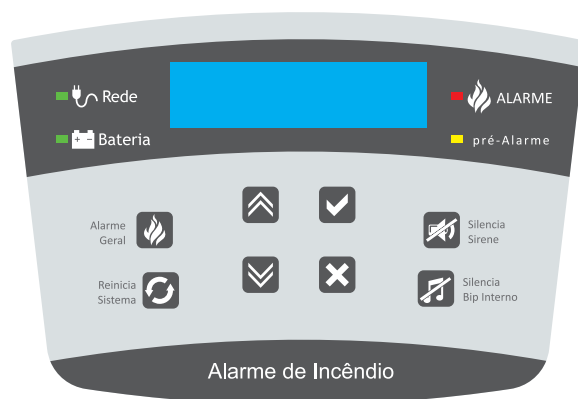 Rede
ALARME
Bateria
pré-Alarme
Alarme
Geral
Silencia
Sirene
Reinicia
Sistema
Silencia
Bip Interno
Alarme de Incêndio